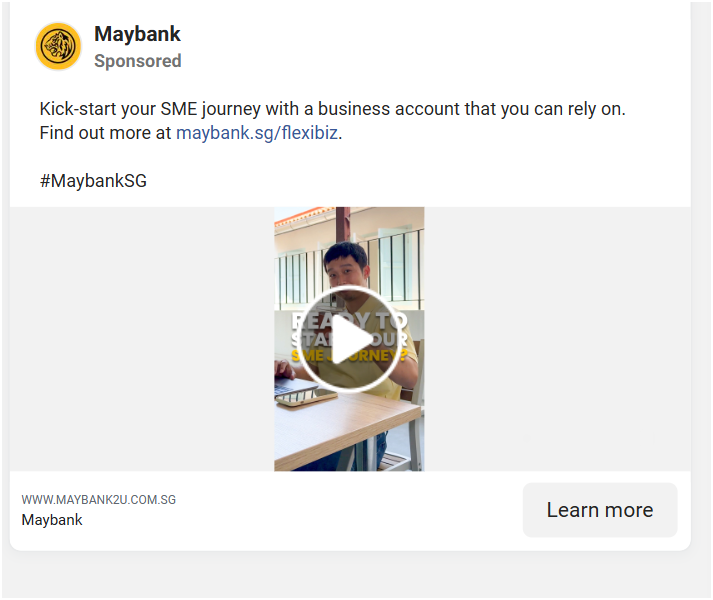 Maybank
Sponsored
Kick-start your SME journey with a business account that you can rely on.
Find out more at maybank.sg/flexibiz.
#MaybankSG
READY TO
START YOUR
SME JOURNEY?
WWW.MAYBANK2U.COM.SG
Maybank
Learn more